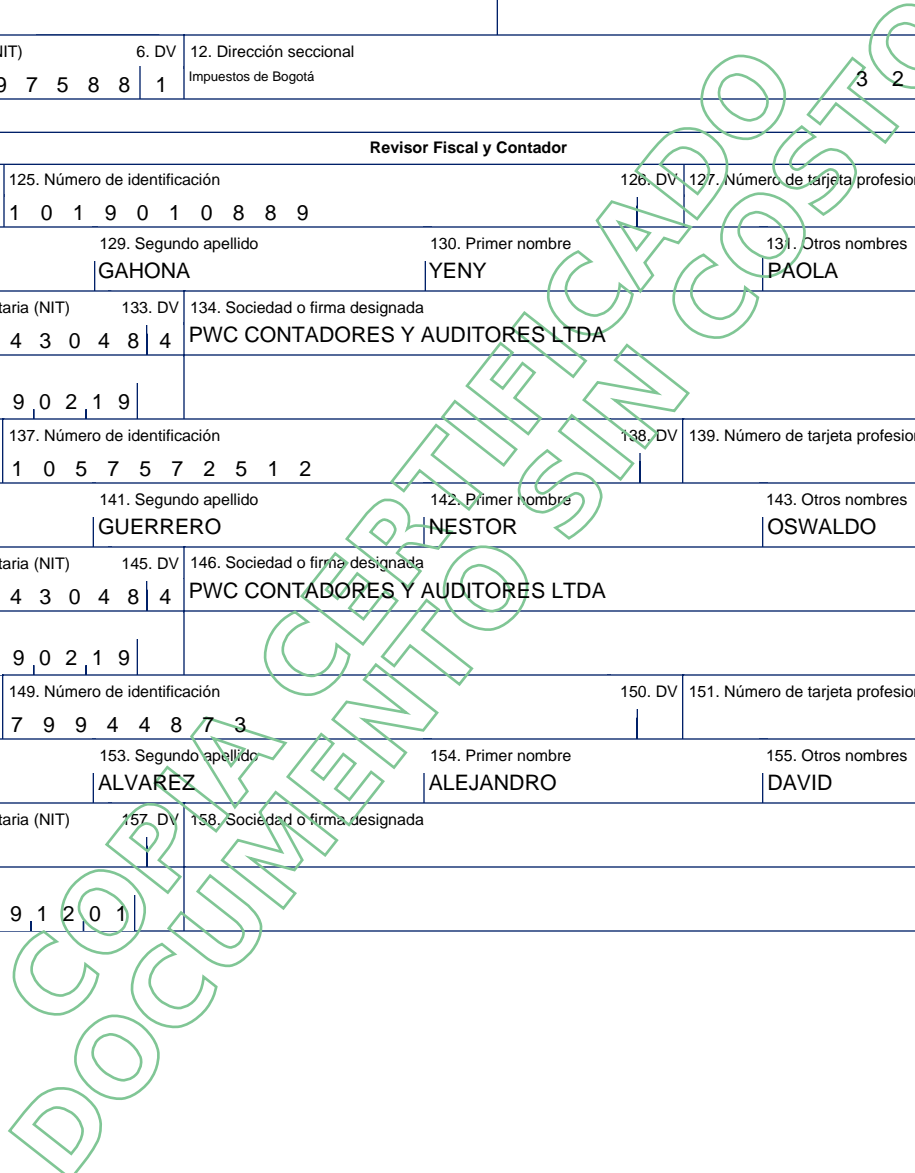 NIT) 6. DV 12. Dirección seccional
9 7 5 8 8 1 Impuestos de Bogotá 3 2
Revisor Fiscal y Contador
125. Número de identificación 126. DV 127. Número de tarjeta profesion
1 0 1 9 0 1 0 8 8 9
129. Segundo apellido 130. Primer nombre 131. Otros nombres
GAHONA YENY PAOLA
taria (NIT) 133. DV 134. Sociedad o firma designada
4 3 0 4 8 4 PWC CONTADORES Y AUDITORES LTDA
9 0 2 1 9
137. Número de identificación 138. DV 139. Número de tarjeta profesion
1 0 5 7 5 7 2 5 1 2
141. Segundo apellido 142. Primer nombre 143. Otros nombres
GUERRERO NESTOR OSWALDO
taria (NIT) 145. DV 146. Sociedad o firma designada
4 3 0 4 8 4 PWC CONTADORES Y AUDITORES LTDA
9 0 2 1 9
149. Número de identificación 150. DV 151. Número de tarjeta profesion
7 9 9 4 4 8 7 3
153. Segundo apellido 154. Primer nombre 155. Otros nombres
ALVAREZ ALEJANDRO DAVID
taria (NIT) 157. DV 158. Sociedad o firma designada
9 1 2 0 1
COPIA CERTIFICADO
DOCUMENTO SIN COSTO